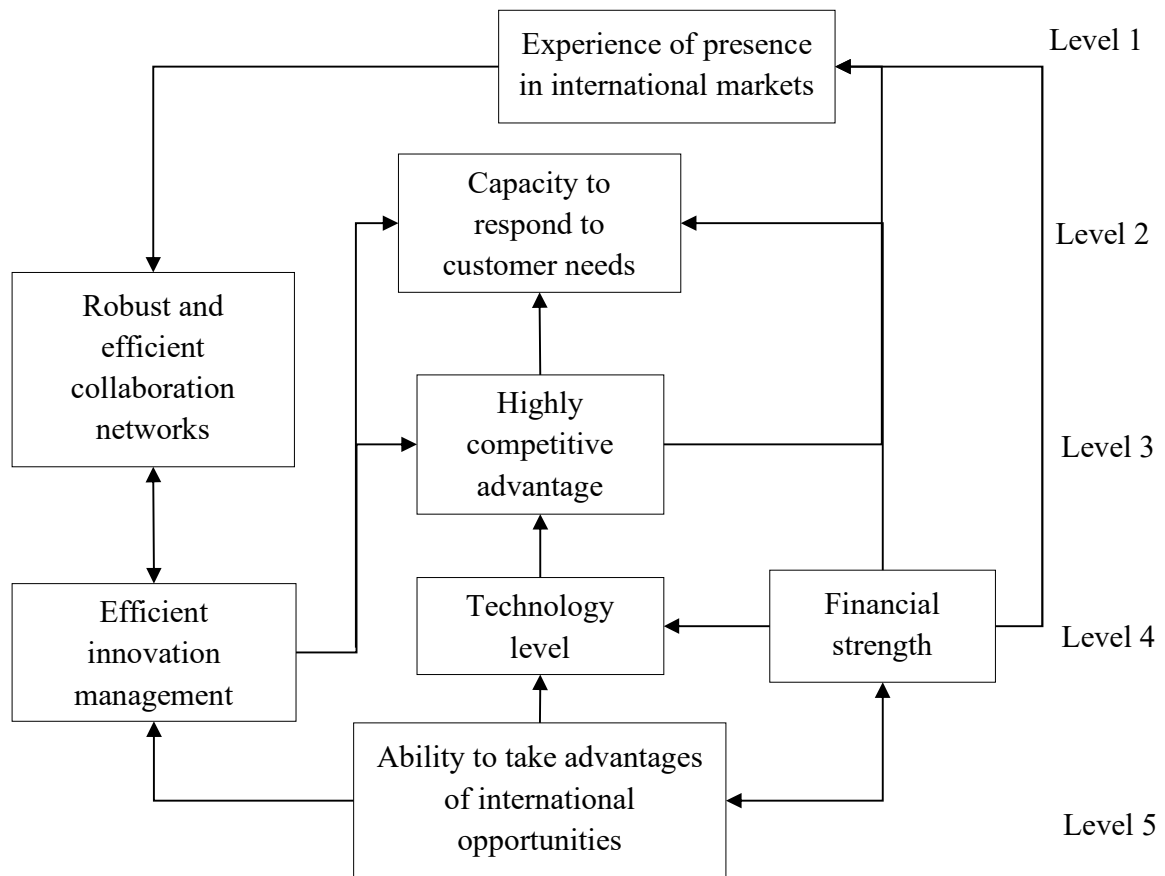 Experience of presence
in international markets
Level 1
Capacity to
respond to
customer needs
Level 2
Robust and
efficient
collaboration
networks
Highly
competitive
advantage
Level 3
Efficient
innovation
management
Technology
level
Financial
strength
Level 4
Ability to take advantages
of international
opportunities
Level 5